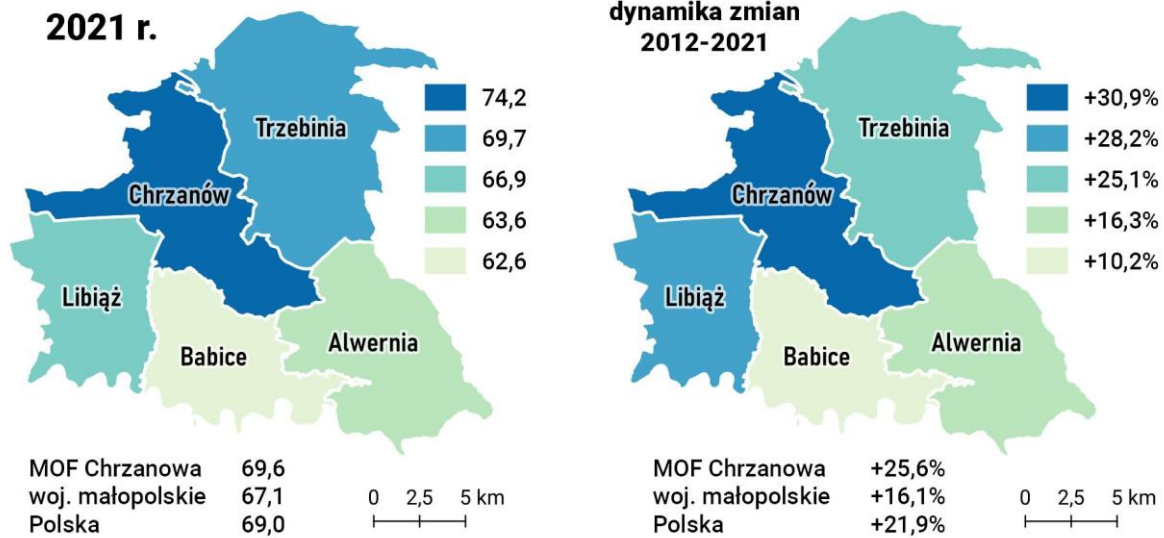 2021 r.
74,2
69,7
66,9
63,6
62,6
Trzebinia
Chrzanów
Libiąż
Babice
Alwernia
MOF Chrzanowa 69,6
woj. małopolskie 67,1
Polska 69,0
0 2,5 5 km
dynamika zmian
2012-2021
+30,9%
+28,2%
+25,1%
+16,3%
+10,2%
Trzebinia
Chrzanów
Libiąż
Babice
Alwernia
MOF Chrzanowa +25,6%
woj. małopolskie +16,1%
Polska +21,9%
0 2,5 5 km